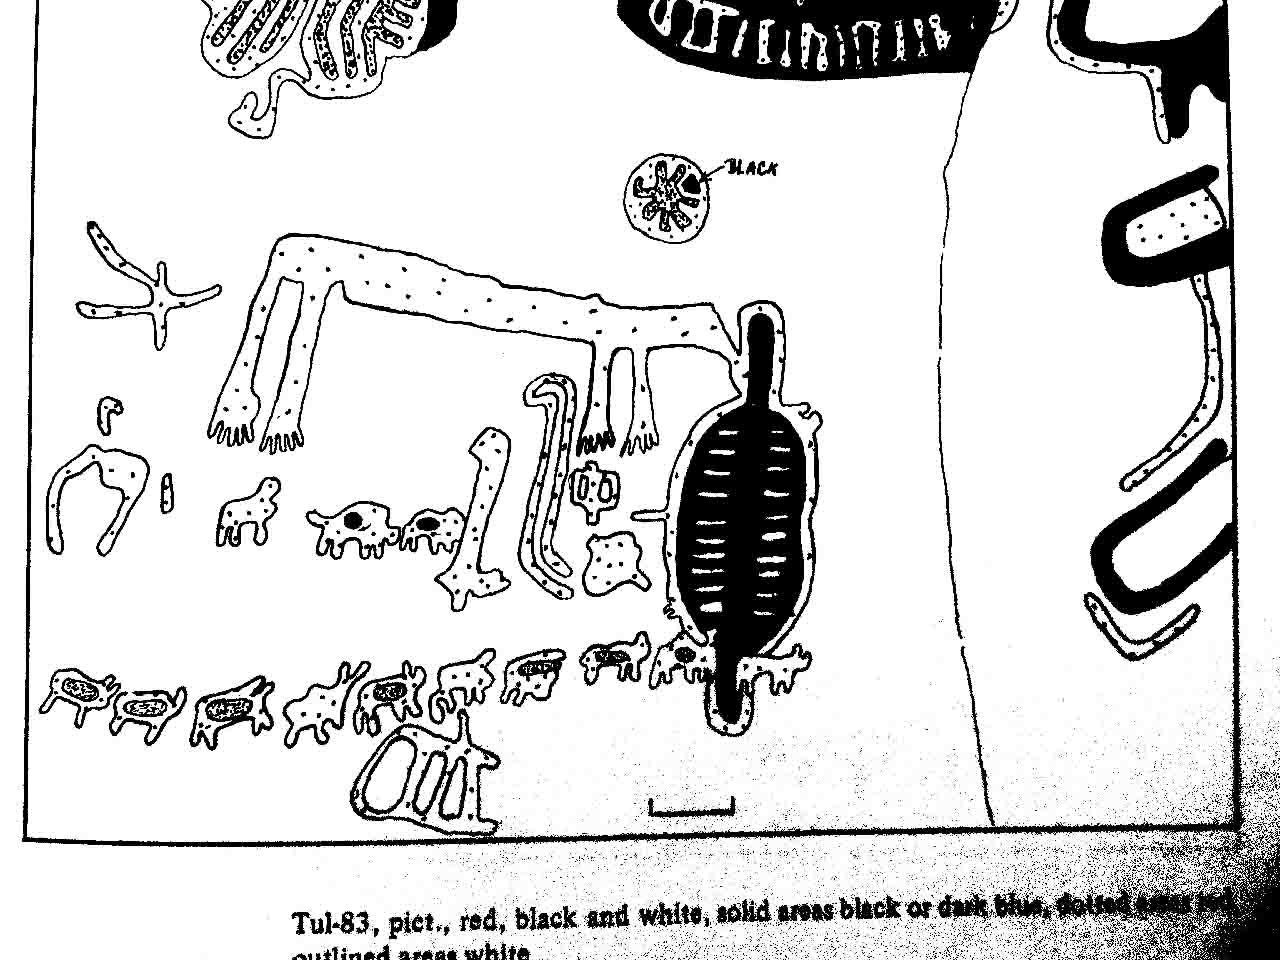 BLACK
Tul-83, pict., red, black and white, solid areas black or dark blue, dotted areas red,
outlined areas white